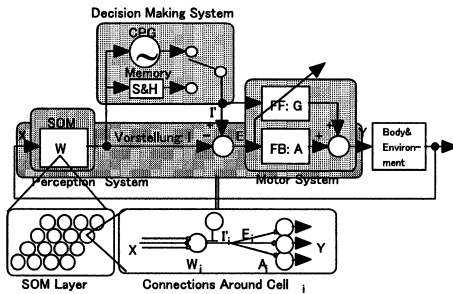 Decision Making System
CPG
Memory
S&H
I'
FF: G
SOM
X
W
Vorstellung: I
+
−
E
FB: A
+
+
Y
Body&
Environ-
ment
Perception System
Motor System
SOM Layer
X
W i
I' i
E i
A i
Y
Connections Around Cell i